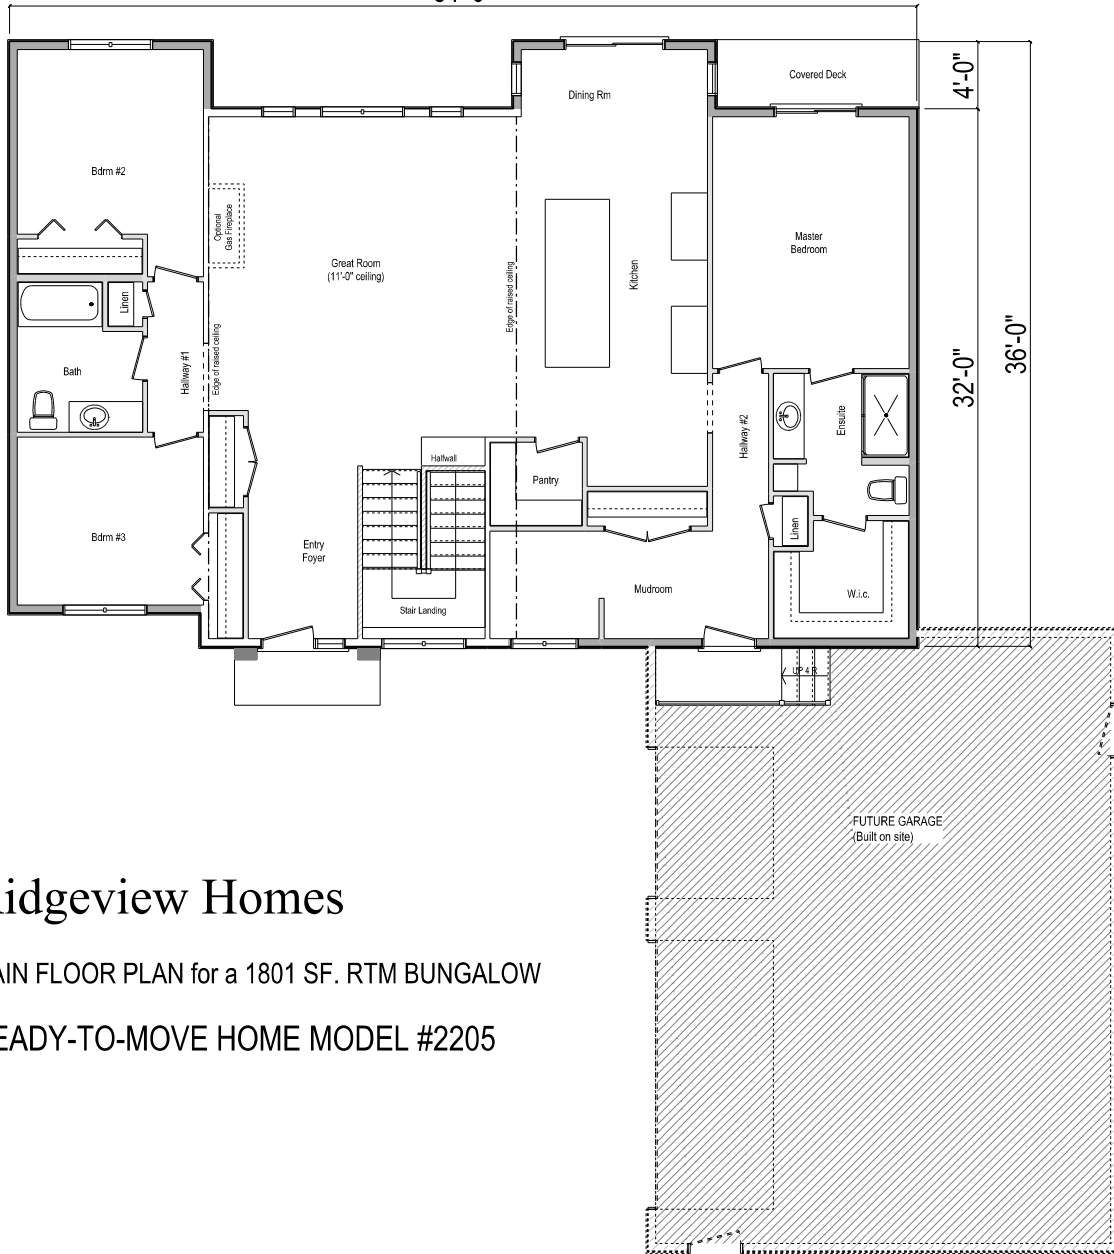 4'-0"
Covered Deck
Dining Rm
Bdrm #2
Optional
Gas Fireplace
Great Room
(11'-0" ceiling)
Edge of raised ceiling
Kitchen
Master
Bedroom
36'-0"
32'-0"
Linen
Hallway #1
Edge of raised ceiling
Bath
Hallway #2
Ensuite
Halfwall
Pantry
Linen
Bdrm #3
Entry
Foyer
Mudroom
W.i.c.
Stair Landing
UP 4 R
FUTURE GARAGE
(Built on site)
idgeview Homes
AIN FLOOR PLAN for a 1801 SF. RTM BUNGALOW
EADY-TO-MOVE HOME MODEL #2205